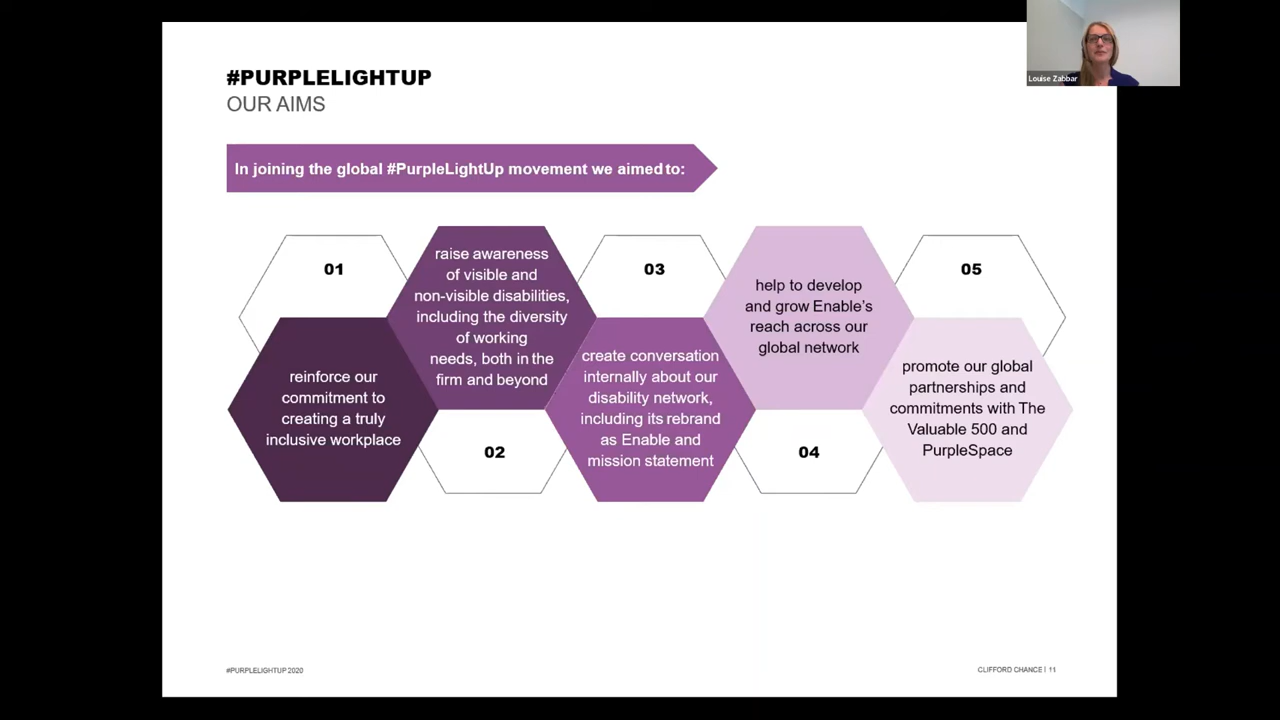 #PURPLELIGHTUP
OUR AIMS
Louise Zabbar
In joining the global #PurpleLightUp movement we aimed to:
01
reinforce our
commitment to
creating a truly
inclusive workplace
raise awareness
of visible and
non-visible disabilities,
including the diversity
of working
needs, both in the
firm and beyond
02
03
create conversation
internally about our
disability network,
including its rebrand
as Enable and
mission statement
help to develop
and grow Enable's
reach across our
global network
04
05
promote our global
partnerships and
commitments with The
Valuable 500 and
PurpleSpace
#PURPLELIGHTUP 2020
CLIFFORD CHANCE | 11